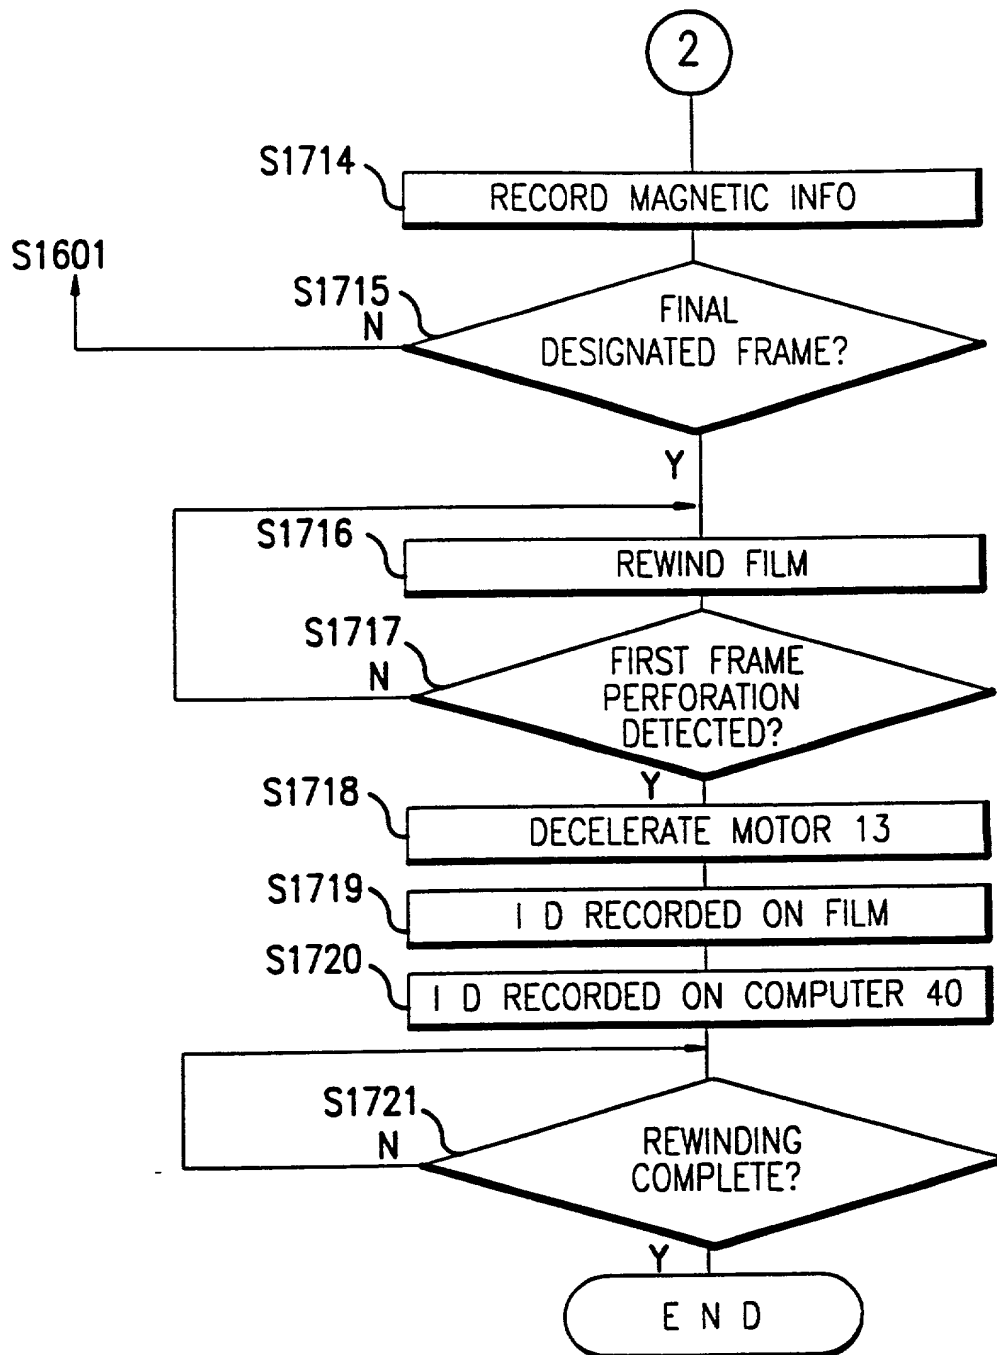 2
S1714
RECORD MAGNETIC INFO
S1601
S1715
N
FINAL
DESIGNATED FRAME?
Y
S1716
REWIND FILM
S1717
N
FIRST FRAME
PERFORATION
DETECTED?
Y
S1718
DECELERATE MOTOR 13
S1719
I D RECORDED ON FILM
S1720
I D RECORDED ON COMPUTER 40
S1721
N
REWINDING
COMPLETE?
Y
E N D